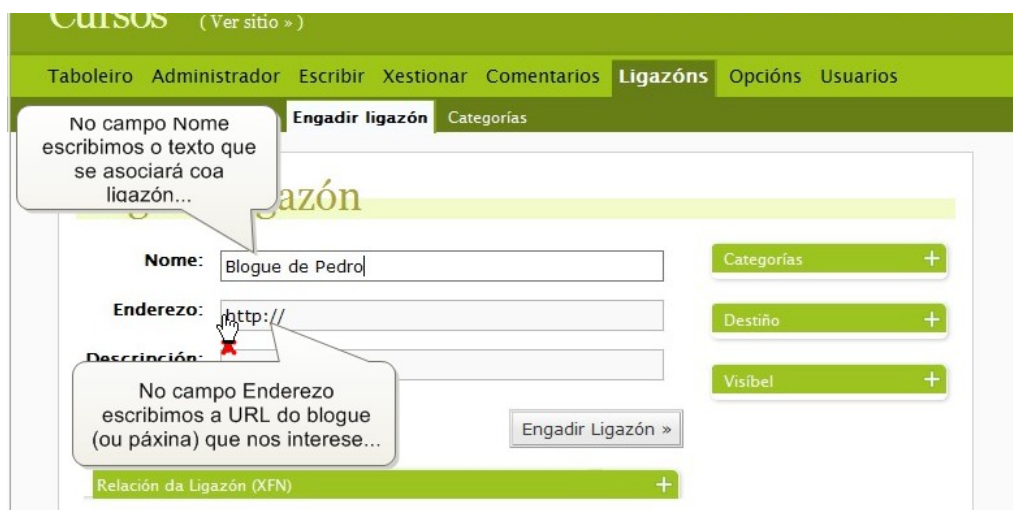 Cursos (Ver sitio » )
Taboleiro Administrador Escribir Xestionar Comentarios Ligazóns Opcións Usuarios
Engadir ligazón Categorías
No campo Nome
escribimos o texto que
se asociará coa
ligazón...
azón
Nome: Blogue de Pedro
Categorías +
Enderezo: http://
Destiño +
Descripción:
Visíbel +
No campo Enderezo
escribimos a URL do blogue
(ou páxina) que nos interese...
Engadir Ligazón »
Relación da Ligazón (XFN) +